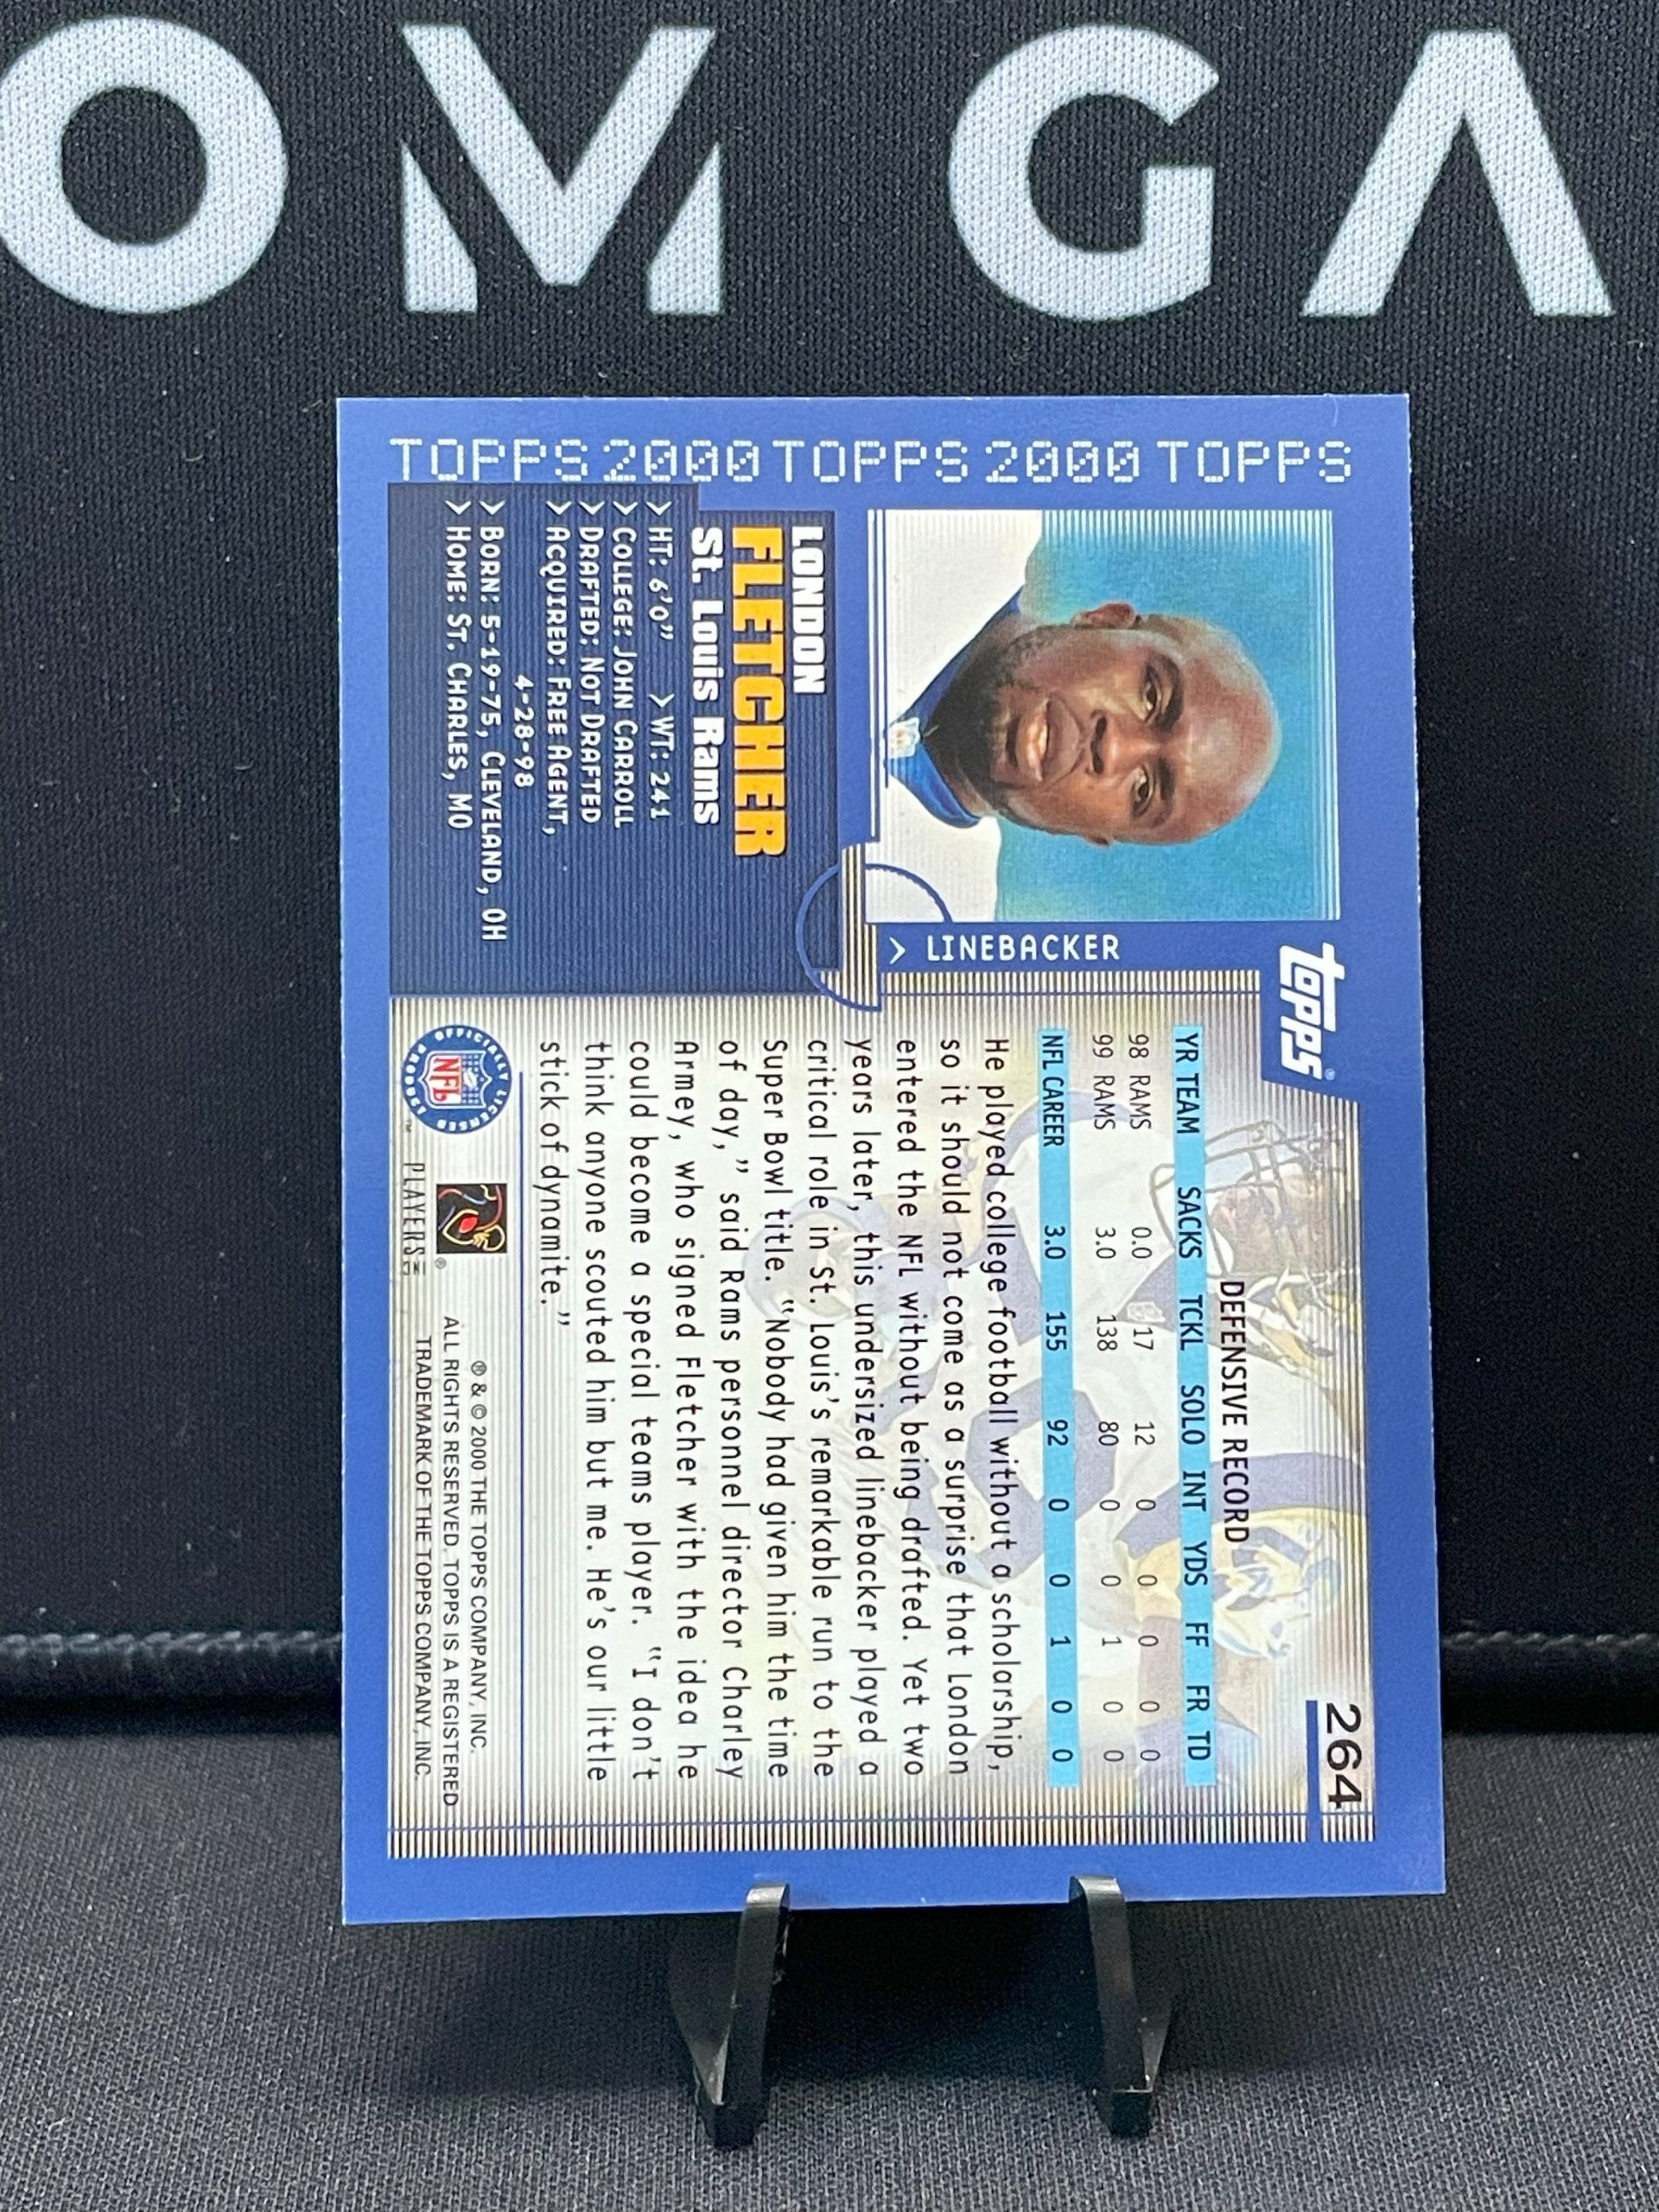 OM GA
TOPPS 2000 TOPPS 2000 TOPPS
topps®
264
> LINEBACKER
LONDON
FLETCHER
St. Louis Rams
> HT: 6'0" > WT: 241
> COLLEGE: JOHN CARROLL
> DRAFTED: NOT DRAFTED
> ACQUIRED: FREE AGENT,
4-28-98
> BORN: 5-19-75, CLEVELAND, OH
> HOME: ST. CHARLES, MO
DEFENSIVE RECORD
YR TEAM SACKS TCKL SOLO INT YDS FF FR TD
98 RAMS 0.0 17 12 0 0 0 0 0
99 RAMS 3.0 138 80 0 0 1 0 0
NFL CAREER 3.0 155 92 0 0 1 0 0
He played college football without a scholarship,
so it should not come as a surprise that London
entered the NFL without being drafted. Yet two
years later, this undersized linebacker played a
critical role in St. Louis's remarkable run to the
Super Bowl title. "Nobody had given him the time
of day," said Rams personnel director Charley
Armey, who signed Fletcher with the idea he
could become a special teams player. "I don't
think anyone scouted him but me. He's our little
stick of dynamite."
OFFICIALLY LICENSED PRODUCT
NFL
™
PLAYERS INC
®
® & © 2000 THE TOPPS COMPANY, INC.
ALL RIGHTS RESERVED. TOPPS IS A REGISTERED
TRADEMARK OF THE TOPPS COMPANY, INC.